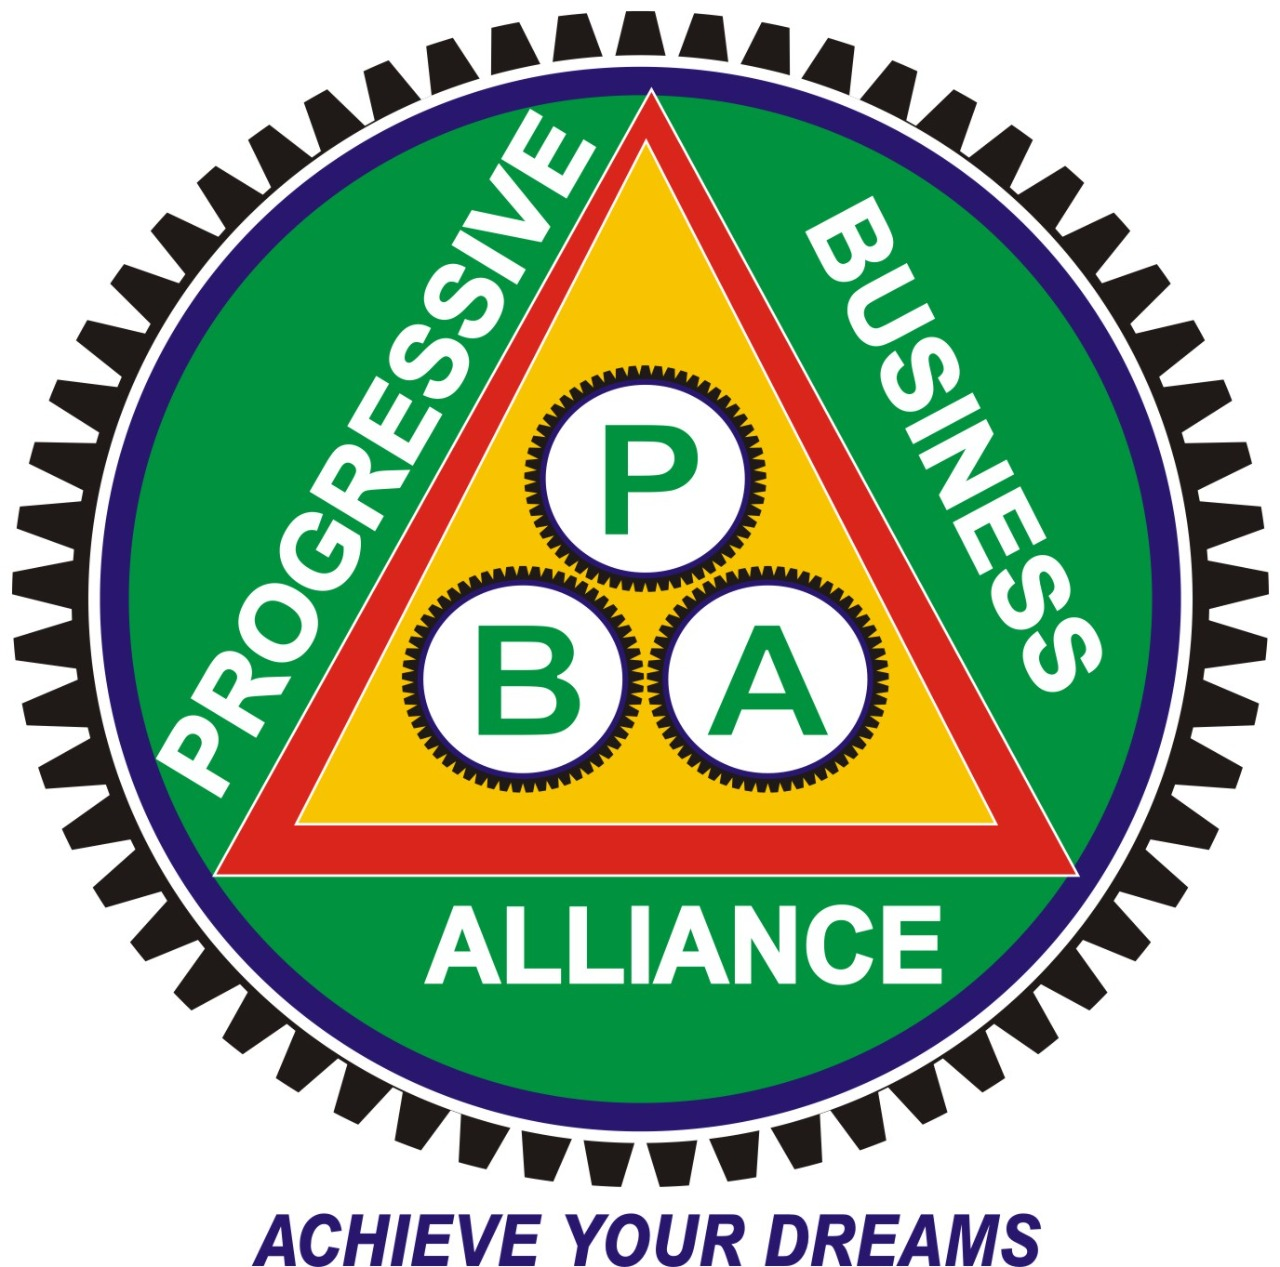 PROGRESSIVE
BUSINESS
P
B A
ALLIANCE
ACHIEVE YOUR DREAMS